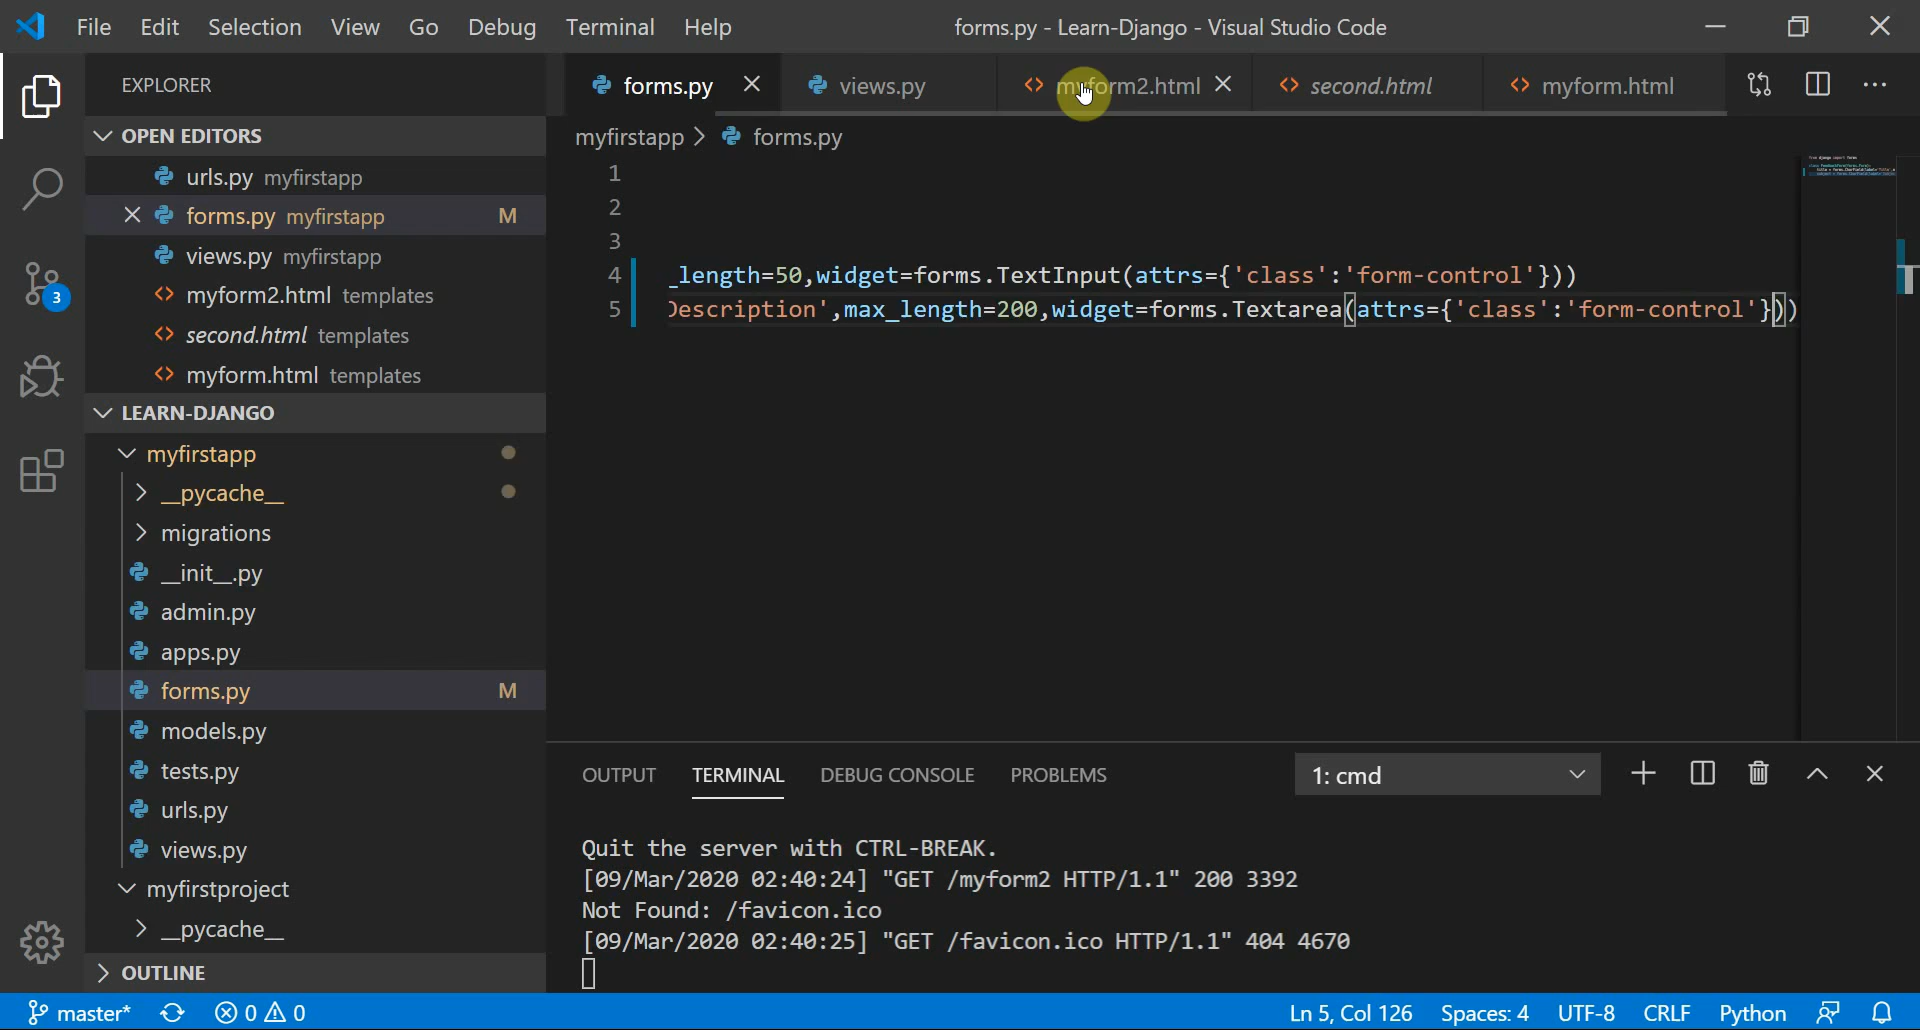 File Edit Selection View Go Debug Terminal Help forms.py - Learn-Django - Visual Studio Code
EXPLORER
forms.py views.py myform2.html second.html myform.html
OPEN EDITORS
myfirstapp > forms.py
urls.py myfirstapp
forms.py myfirstapp M
views.py myfirstapp
myform2.html templates
second.html templates
myform.html templates
LEARN-DJANGO
myfirstapp
__pycache__
migrations
__init__.py
admin.py
apps.py
forms.py M
models.py
tests.py
urls.py
views.py
myfirstproject
__pycache__
OUTLINE
1
2
3
4 _length=50,widget=forms.TextInput(attrs={'class':'form-control'}))
5 Description',max_length=200,widget=forms.Textarea(attrs={'class':'form-control'}))
OUTPUT TERMINAL DEBUG CONSOLE PROBLEMS 1: cmd
Quit the server with CTRL-BREAK.
[09/Mar/2020 02:40:24] "GET /myform2 HTTP/1.1" 200 3392
Not Found: /favicon.ico
[09/Mar/2020 02:40:25] "GET /favicon.ico HTTP/1.1" 404 4670
3
master* 0 0 Ln 5, Col 126 Spaces: 4 UTF-8 CRLF Python